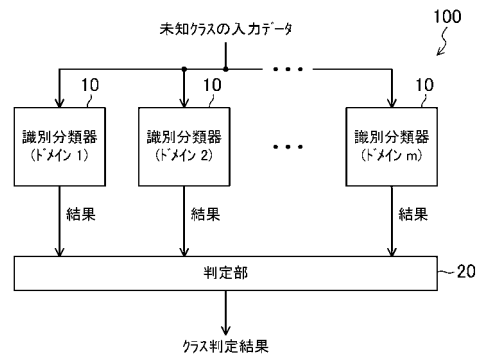 100
未知クラスの入力データ
10 10 10
識別分類器 識別分類器 ・・・ 識別分類器
(ドメイン 1) (ドメイン 2) (ドメイン m)
結果 結果 結果
判定部 20
クラス判定結果